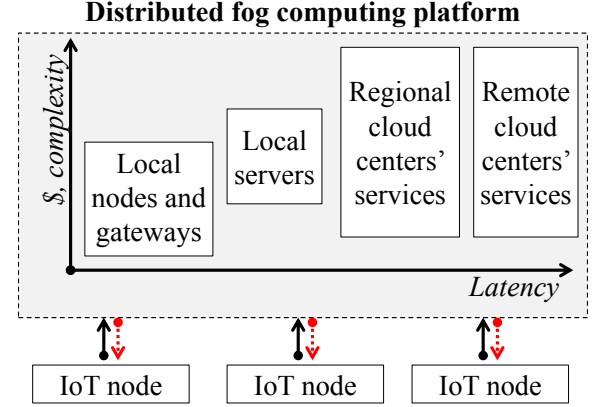 Distributed fog computing platform
$, complexity
Local
nodes and
gateways
Local
servers
Regional
cloud
centers’
services
Remote
cloud
centers’
services
Latency
IoT node
IoT node
IoT node